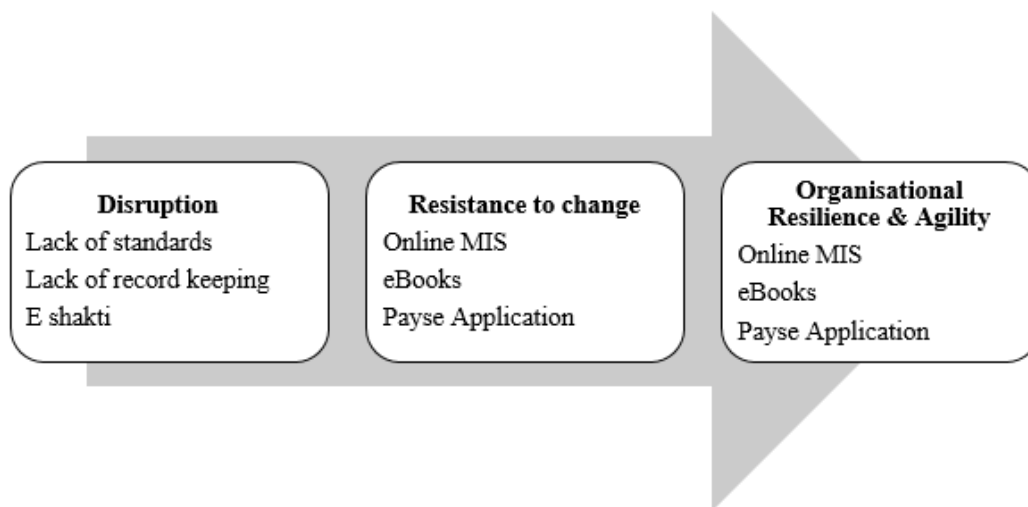 Disruption
Lack of standards
Lack of record keeping
E shakti
Resistance to change
Online MIS
eBooks
Payse Application
Organisational
Resilience & Agility
Online MIS
eBooks
Payse Application